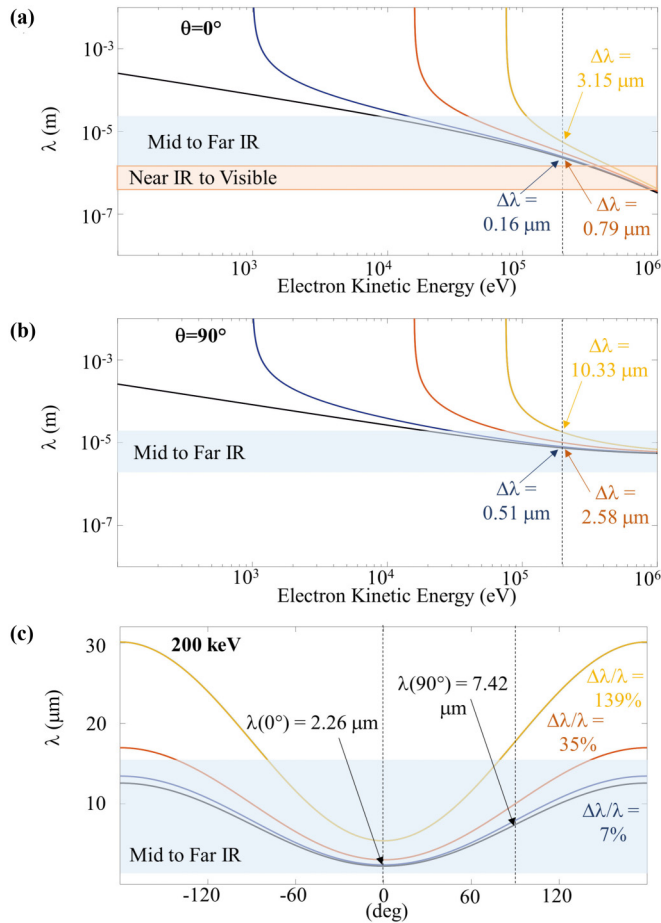 (a)
θ=0°
Δλ =
3.15 μm
10⁻³
10⁻⁵
10⁻⁷
λ (m)
Mid to Far IR
Near IR to Visible
Δλ =
0.16 μm
Δλ =
0.79 μm
10³
10⁴
10⁵
10⁶
Electron Kinetic Energy (eV)
(b)
θ=90°
Δλ =
10.33 μm
10⁻³
10⁻⁵
10⁻⁷
λ (m)
Mid to Far IR
Δλ =
0.51 μm
Δλ =
2.58 μm
10³
10⁴
10⁵
10⁶
Electron Kinetic Energy (eV)
(c)
200 keV
30
20
10
λ (μm)
λ(0°) = 2.26 μm
λ(90°) = 7.42
μm
Δλ/λ =
139%
Δλ/λ =
35%
Δλ/λ =
7%
Mid to Far IR
-120
-60
0
60
120
(deg)